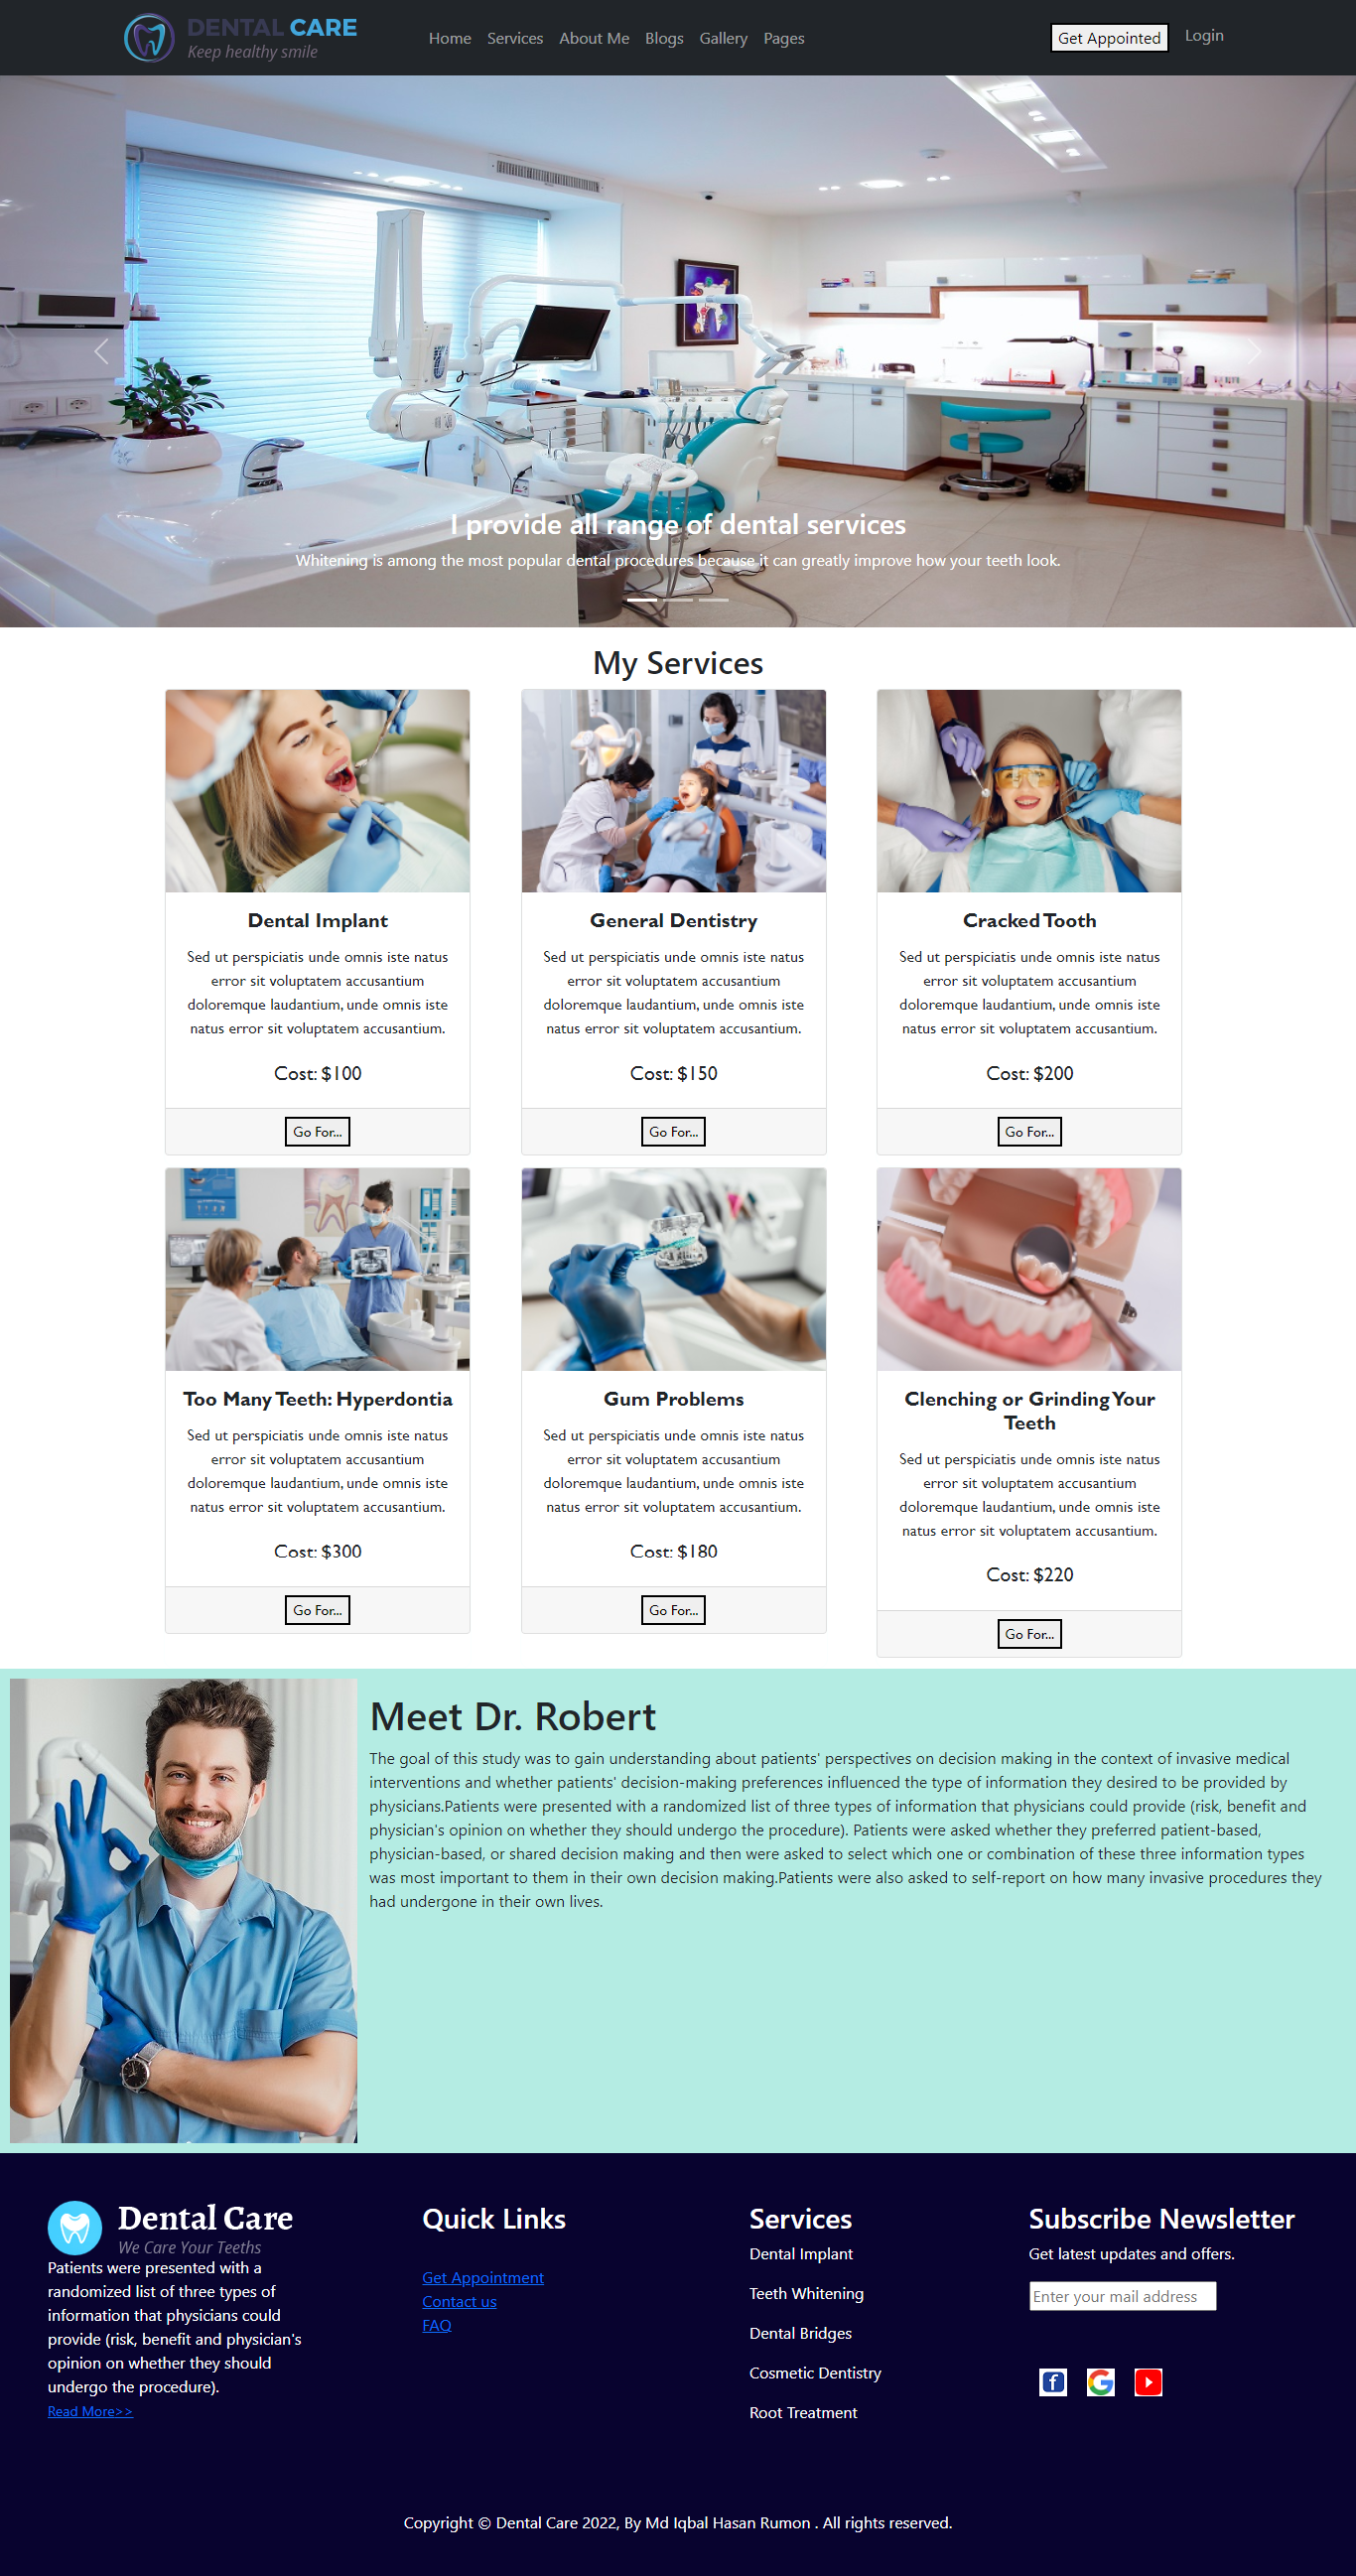 DENTAL CARE
Keep healthy smile
Home Services About Me Blogs Gallery Pages
Get Appointed Login
I provide all range of dental services
Whitening is among the most popular dental procedures because it can greatly improve how your teeth look.
My Services
Dental Implant
Sed ut perspiciatis unde omnis iste natus
error sit voluptatem accusantium
doloremque laudantium, unde omnis iste
natus error sit voluptatem accusantium.
Cost: $100
Go For...
General Dentistry
Sed ut perspiciatis unde omnis iste natus
error sit voluptatem accusantium
doloremque laudantium, unde omnis iste
natus error sit voluptatem accusantium.
Cost: $150
Go For...
Cracked Tooth
Sed ut perspiciatis unde omnis iste natus
error sit voluptatem accusantium
doloremque laudantium, unde omnis iste
natus error sit voluptatem accusantium.
Cost: $200
Go For...
Too Many Teeth: Hyperdontia
Sed ut perspiciatis unde omnis iste natus
error sit voluptatem accusantium
doloremque laudantium, unde omnis iste
natus error sit voluptatem accusantium.
Cost: $300
Go For...
Gum Problems
Sed ut perspiciatis unde omnis iste natus
error sit voluptatem accusantium
doloremque laudantium, unde omnis iste
natus error sit voluptatem accusantium.
Cost: $180
Go For...
Clenching or Grinding Your
Teeth
Sed ut perspiciatis unde omnis iste natus
error sit voluptatem accusantium
doloremque laudantium, unde omnis iste
natus error sit voluptatem accusantium.
Cost: $220
Go For...
Meet Dr. Robert
The goal of this study was to gain understanding about patients' perspectives on decision making in the context of invasive medical
interventions and whether patients' decision-making preferences influenced the type of information they desired to be provided by
physicians.Patients were presented with a randomized list of three types of information that physicians could provide (risk, benefit and
physician's opinion on whether they should undergo the procedure). Patients were asked whether they preferred patient-based,
physician-based, or shared decision making and then were asked to select which one or combination of these three information types
was most important to them in their own decision making.Patients were also asked to self-report on how many invasive procedures they
had undergone in their own lives.
Dental Care
We Care Your Teeths
Patients were presented with a
randomized list of three types of
information that physicians could
provide (risk, benefit and physician's
opinion on whether they should
undergo the procedure).
Read More>>
Quick Links
Get Appointment
Contact us
FAQ
Services
Dental Implant
Teeth Whitening
Dental Bridges
Cosmetic Dentistry
Root Treatment
Subscribe Newsletter
Get latest updates and offers.
Enter your mail address
Copyright © Dental Care 2022, By Md Iqbal Hasan Rumon . All rights reserved.